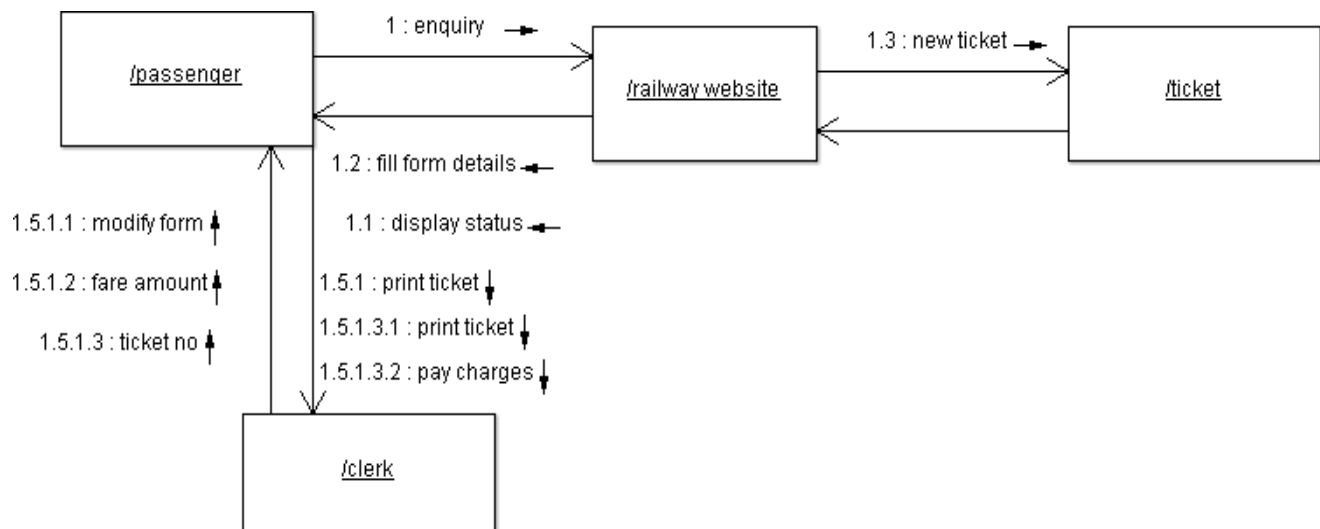 1 : enquiry
1.3 : new ticket
/passenger
/railway website
/ticket
1.2 : fill form details
1.1 : display status
1.5.1.1 : modify form
1.5.1.2 : fare amount
1.5.1 : print ticket
1.5.1.3 : ticket no
1.5.1.3.1 : print ticket
1.5.1.3.2 : pay charges
/clerk